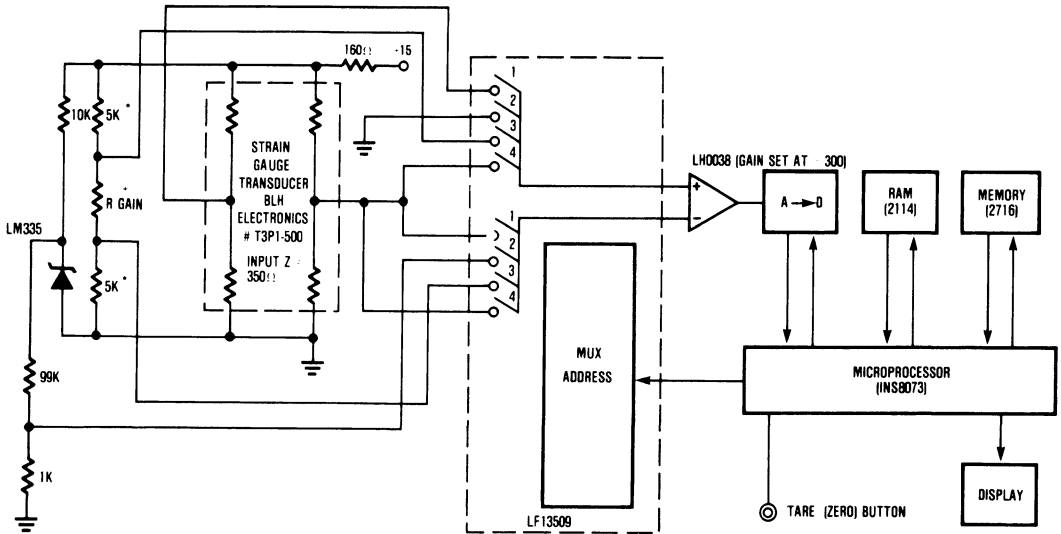 160Ω -15
10K 5K*
STRAIN
GAUGE
TRANSDUCER
BLH
ELECTRONICS
# T3P1-500
INPUT Z
350Ω
+
R GAIN
LM335
5K*
99K
1K
1
2
3
4
1
2
3
4
MUX
ADDRESS
LF13509
LH0038 (GAIN SET AT - 300)
+
-
A → D
RAM
(2114)
MEMORY
(2716)
MICROPROCESSOR
(INS8073)
TARE (ZERO) BUTTON
DISPLAY